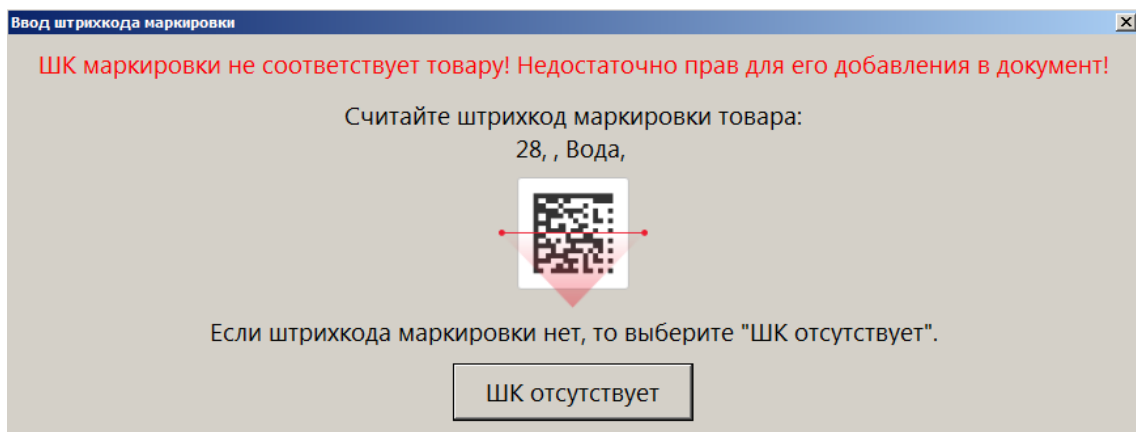 Ввод штрихкода маркировки
ШК маркировки не соответствует товару! Недостаточно прав для его добавления в документ!
Считайте штрихкод маркировки товара:
28, , Вода,
Если штрихкода маркировки нет, то выберите "ШК отсутствует".
ШК отсутствует